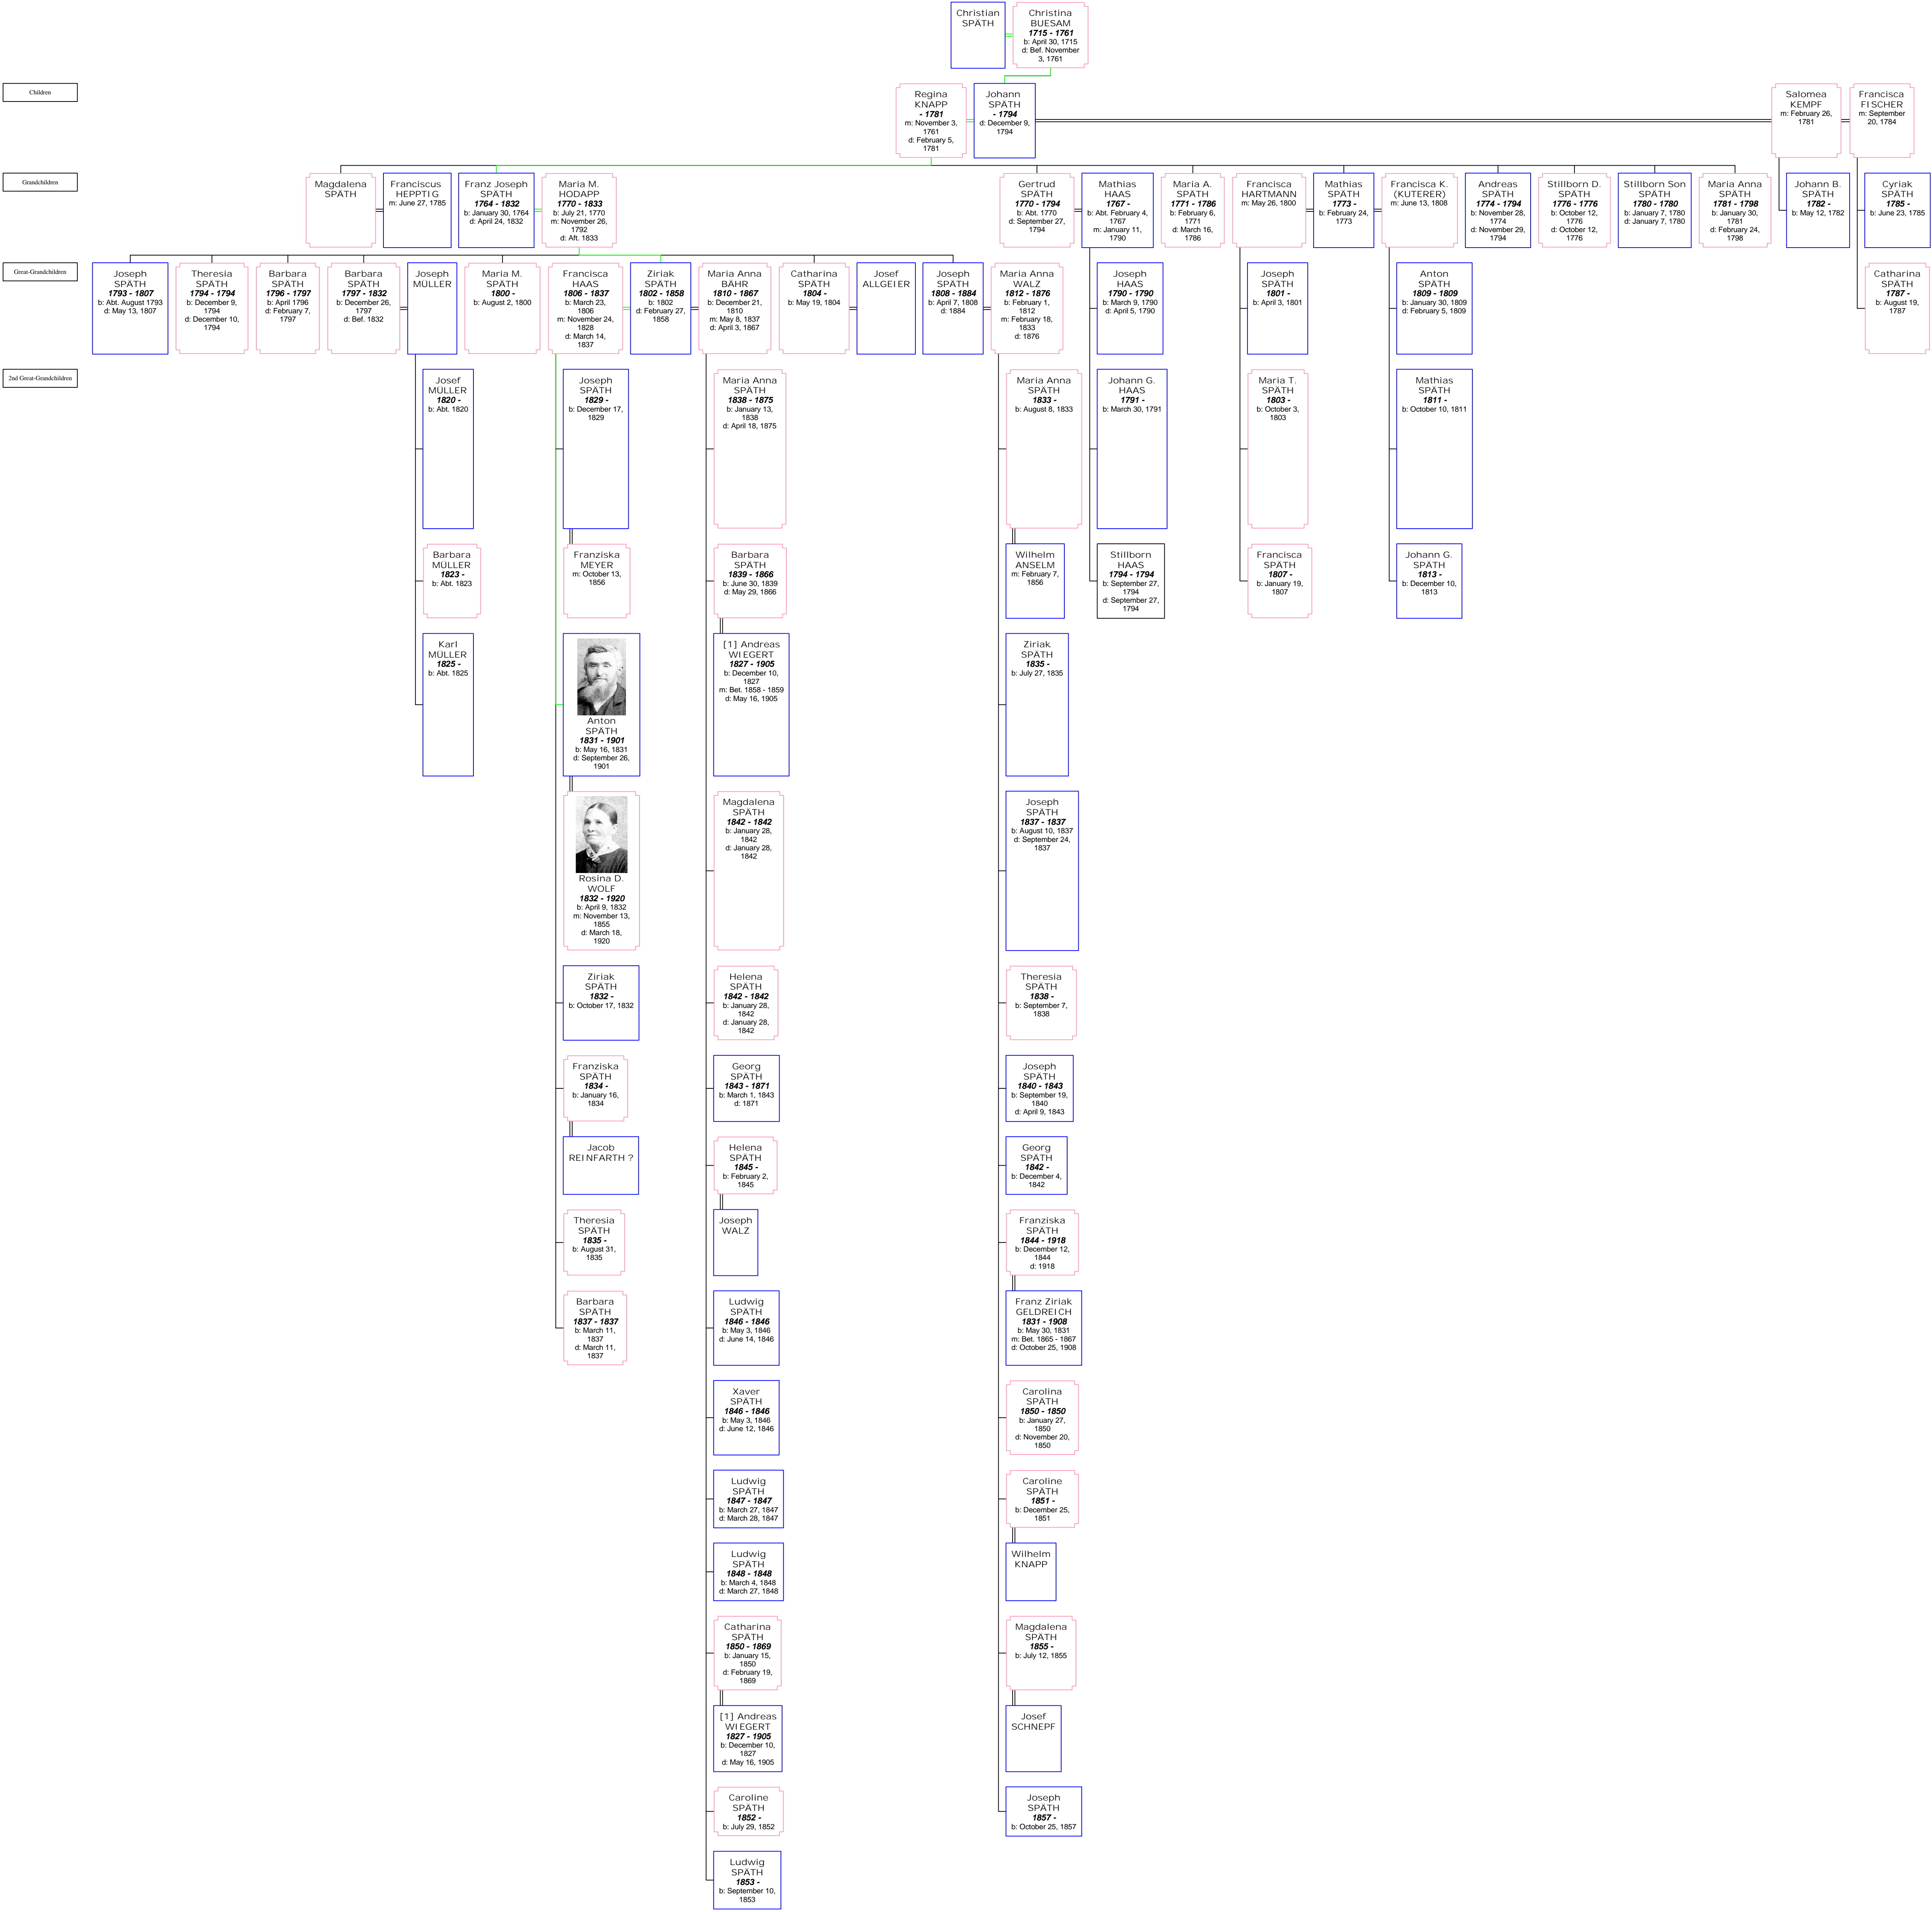 Christian
SPÄTH
Christina
BUESAM
1715 - 1761
b: April 30, 1715
d: Bef. November
3, 1761
Children
Regina
KNAPP
- 1781
m: November 3,
1761
d: February 5,
1781
Johann
SPÄTH
- 1794
d: December 9,
1794
Salomea
KEMPF
m: February 26,
1781
Francisca
FISCHER
m: September
20, 1784
Grandchildren
Magdalena
SPÄTH
Franciscus
HEPPTIG
m: June 27, 1785
Franz Joseph
SPÄTH
1764 - 1832
b: January 30, 1764
d: April 24, 1832
Maria M.
HODAPP
1770 - 1833
b: July 21, 1770
m: November 26,
1792
d: Aft. 1833
Gertrud
SPÄTH
1770 - 1794
b: Abt. 1770
d: September 27,
1794
Mathias
HAAS
1767 -
b: Abt. February 4,
1767
m: January 11,
1790
Maria A.
SPÄTH
1771 - 1786
b: February 6,
1771
d: March 16,
1786
Francisca
HARTMANN
m: May 26, 1800
Mathias
SPÄTH
1773 -
b: February 24,
1773
Francisca K.
(KUTERER)
m: June 13, 1808
Andreas
SPÄTH
1774 - 1794
b: November 28,
1774
d: November 29,
1794
Stillborn D.
SPÄTH
1776 - 1776
b: October 12,
1776
d: October 12,
1776
Stillborn Son
SPÄTH
1780 - 1780
b: January 7, 1780
d: January 7, 1780
Maria Anna
SPÄTH
1781 - 1798
b: January 30,
1781
d: February 24,
1798
Johann B.
SPÄTH
1782 -
b: May 12, 1782
Cyriak
SPÄTH
1785 -
b: June 23, 1785
Great-Grandchildren
Joseph
SPÄTH
1793 - 1807
b: Abt. August 1793
d: May 13, 1807
Theresia
SPÄTH
1794 - 1794
b: December 9,
1794
d: December 10,
1794
Barbara
SPÄTH
1796 - 1797
b: April 1796
d: February 7,
1797
Barbara
SPÄTH
1797 - 1832
b: December 26,
1797
d: Bef. 1832
Joseph
MÜLLER
Maria M.
SPÄTH
1800 -
b: August 2, 1800
Francisca
HAAS
1806 - 1837
b: March 23,
1806
m: November 24,
1828
d: March 14,
1837
Ziriak
SPÄTH
1802 - 1858
b: 1802
d: February 27,
1858
Maria Anna
BÄHR
1810 - 1867
b: December 21,
1810
m: May 8, 1837
d: April 3, 1867
Catharina
SPÄTH
1804 -
b: May 19, 1804
Josef
ALLGEIER
Joseph
SPÄTH
1808 - 1884
b: April 7, 1808
d: 1884
Maria Anna
WALZ
1812 - 1876
b: February 1,
1812
m: February 18,
1833
d: 1876
Joseph
HAAS
1790 - 1790
b: March 9, 1790
d: April 5, 1790
Joseph
SPÄTH
1801 -
b: April 3, 1801
Anton
SPÄTH
1809 - 1809
b: January 30, 1809
d: February 5, 1809
Catharina
SPÄTH
1787 -
b: August 19,
1787
2nd Great-Grandchildren
Josef
MÜLLER
1820 -
b: Abt. 1820
Joseph
SPÄTH
1829 -
b: December 17,
1829
Maria Anna
SPÄTH
1838 - 1875
b: January 13,
1838
d: April 18, 1875
Maria Anna
SPÄTH
1833 -
b: August 8, 1833
Johann G.
HAAS
1791 -
b: March 30, 1791
Maria T.
SPÄTH
1803 -
b: October 3,
1803
Mathias
SPÄTH
1811 -
b: October 10, 1811
Barbara
MÜLLER
1823 -
b: Abt. 1823
Franziska
MEYER
m: October 13,
1856
Barbara
SPÄTH
1839 - 1866
b: June 30, 1839
d: May 29, 1866
Wilhelm
ANSELM
m: February 7,
1856
Stillborn
HAAS
1794 - 1794
b: September 27,
1794
d: September 27,
1794
Francisca
SPÄTH
1807 -
b: January 19,
1807
Johann G.
SPÄTH
1813 -
b: December 10,
1813
Karl
MÜLLER
1825 -
b: Abt. 1825
Anton
SPÄTH
1831 - 1901
b: May 16, 1831
d: September 26,
1901
[1] Andreas
WIEGERT
1827 - 1905
b: December 10,
1827
m: Bet. 1858 - 1859
d: May 16, 1905
Ziriak
SPÄTH
1835 -
b: July 27, 1835
Rosina D.
WOLF
1832 - 1920
b: April 9, 1832
m: November 13,
1855
d: March 18,
1920
Magdalena
SPÄTH
1842 - 1842
b: January 28,
1842
d: January 28,
1842
Joseph
SPÄTH
1837 - 1837
b: August 10, 1837
d: September 24,
1837
Ziriak
SPÄTH
1832 -
b: October 17, 1832
Helena
SPÄTH
1842 - 1842
b: January 28,
1842
d: January 28,
1842
Theresia
SPÄTH
1838 -
b: September 7,
1838
Franziska
SPÄTH
1834 -
b: January 16,
1834
Georg
SPÄTH
1843 - 1871
b: March 1, 1843
d: 1871
Joseph
SPÄTH
1840 - 1843
b: September 19,
1840
d: April 9, 1843
Jacob
REINFARTH ?
Helena
SPÄTH
1845 -
b: February 2,
1845
Georg
SPÄTH
1842 -
b: December 4,
1842
Theresia
SPÄTH
1835 -
b: August 31,
1835
Joseph
WALZ
Franziska
SPÄTH
1844 - 1918
b: December 12,
1844
d: 1918
Barbara
SPÄTH
1837 - 1837
b: March 11,
1837
d: March 11,
1837
Ludwig
SPÄTH
1846 - 1846
b: May 3, 1846
d: June 14, 1846
Franz Ziriak
GELDREICH
1831 - 1908
b: May 30, 1831
m: Bet. 1865 - 1867
d: October 25, 1908
Xaver
SPÄTH
1846 - 1846
b: May 3, 1846
d: June 12, 1846
Carolina
SPÄTH
1850 - 1850
b: January 27,
1850
d: November 20,
1850
Ludwig
SPÄTH
1847 - 1847
b: March 27, 1847
d: March 28, 1847
Caroline
SPÄTH
1851 -
b: December 25,
1851
Ludwig
SPÄTH
1848 - 1848
b: March 4, 1848
d: March 27, 1848
Wilhelm
KNAPP
Catharina
SPÄTH
1850 - 1869
b: January 15,
1850
d: February 19,
1869
Magdalena
SPÄTH
1855 -
b: July 12, 1855
[1] Andreas
WIEGERT
1827 - 1905
b: December 10,
1827
d: May 16, 1905
Josef
SCHNEPF
Caroline
SPÄTH
1852 -
b: July 29, 1852
Joseph
SPÄTH
1857 -
b: October 25, 1857
Ludwig
SPÄTH
1853 -
b: September 10,
1853